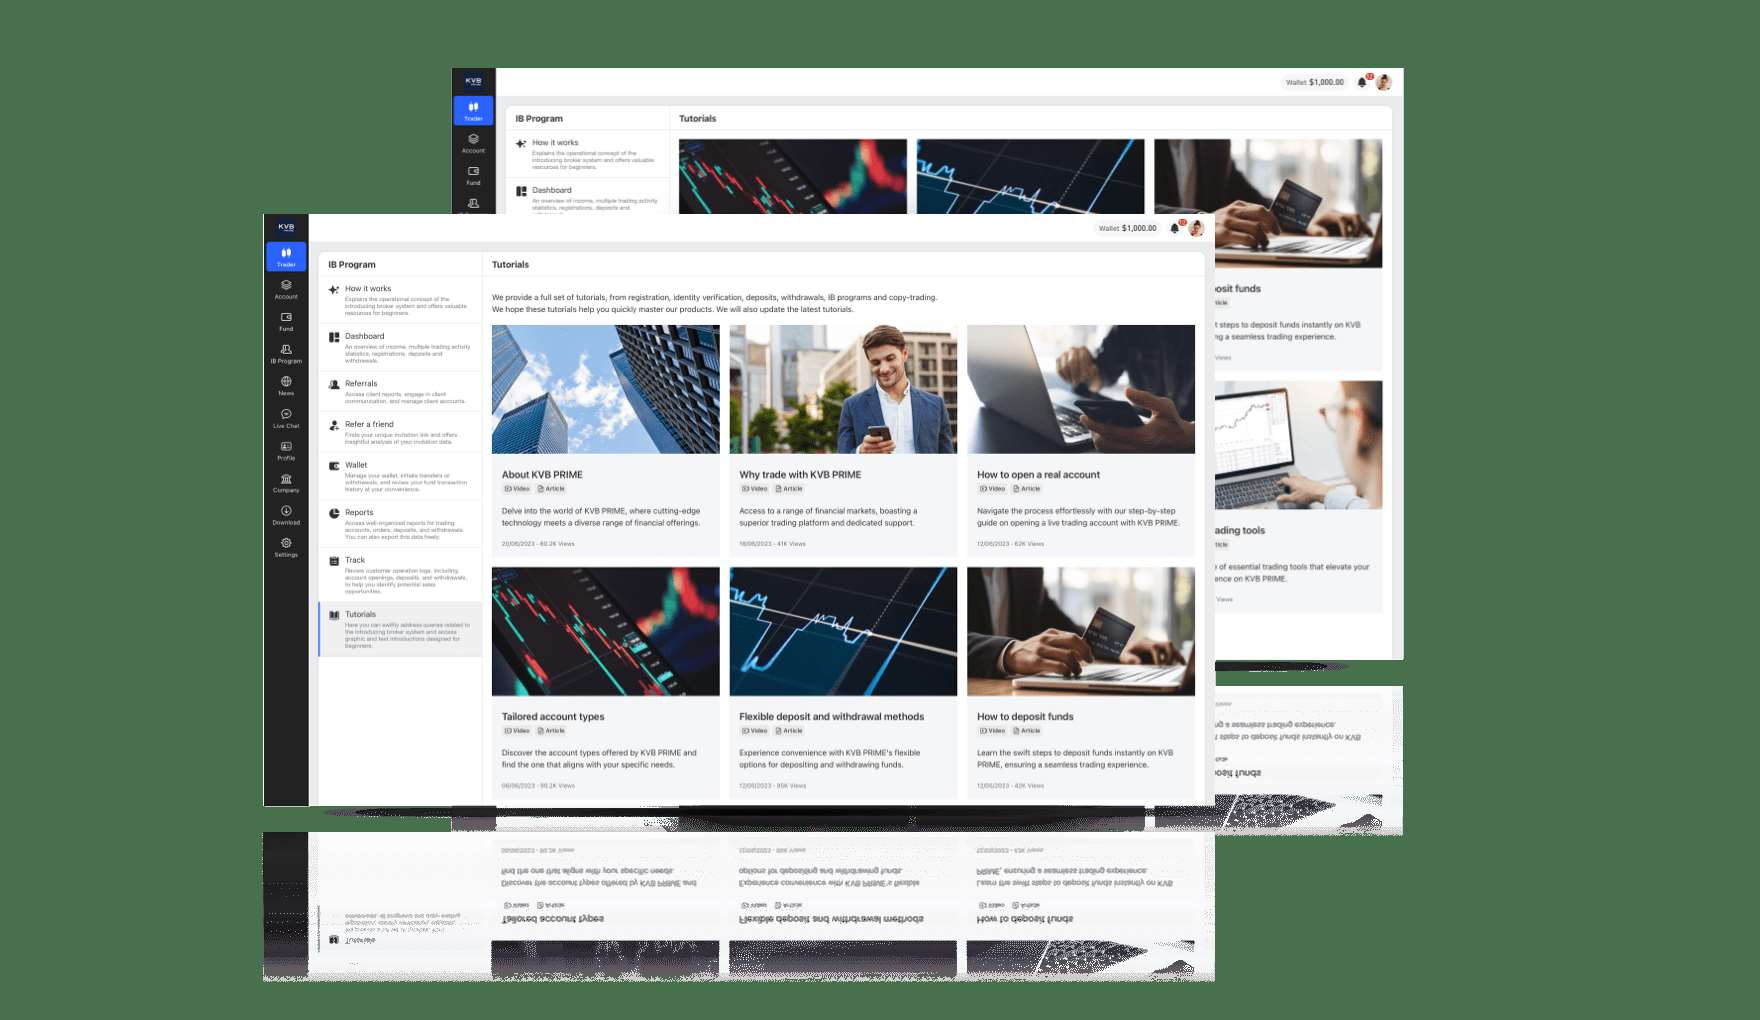 KVB
Wallet $1,000.00
12
Trader
Account
Fund
IB Program
How it works
Explains the operational concept of the
introducing broker system and offers valuable
resources for beginners.
Dashboard
An overview of income, multiple trading activity
statistics, registrations, deposits and
Tutorials
osit funds
ticle
t steps to deposit funds instantly on KVB
ng a seamless trading experience.
Views
ading tools
ticle
e of essential trading tools that elevate your
ence on KVB PRIME.
Views
KVB
Wallet $1,000.00
12
Trader
Account
Fund
IB Program
News
Live Chat
Profile
Company
Download
Settings
IB Program
How it works
Explains the operational concept of the
introducing broker system and offers valuable
resources for beginners.
Dashboard
An overview of income, multiple trading activity
statistics, registrations, deposits and
withdrawals.
Referrals
Access client reports, engage in client
communication, and manage client accounts.
Refer a friend
Finds your unique invitation link and offers
insightful analysis of your invitation data.
Wallet
Manage your wallet, initiate transfers or
withdrawals, and review your fund transaction
history at your convenience.
Reports
Access well-organized reports for trading
accounts, orders, deposits, and withdrawals.
You can also export this data freely.
Track
Review customer operation logs, including
account openings, deposits, and withdrawals,
to help you identify potential sales
opportunities.
Tutorials
Here you can swiftly address queries related to
the introducing broker system and access
graphic and text introductions designed for
beginners.
Tutorials
We provide a full set of tutorials, from registration, identity verification, deposits, withdrawals, IB programs and copy-trading.
We hope these tutorials help you quickly master our products. We will also update the latest tutorials.
About KVB PRIME
Video Article
Delve into the world of KVB PRIME, where cutting-edge
technology meets a diverse range of financial offerings.
20/06/2023 - 60.2K Views
Why trade with KVB PRIME
Video Article
Access to a range of financial markets, boasting a
superior trading platform and dedicated support.
18/06/2023 - 41K Views
How to open a real account
Video Article
Navigate the process effortlessly with our step-by-step
guide on opening a live trading account with KVB PRIME.
12/06/2023 - 62K Views
Tailored account types
Video Article
Discover the account types offered by KVB PRIME and
find the one that aligns with your specific needs.
08/06/2023 - 90.2K Views
Flexible deposit and withdrawal methods
Video Article
Experience convenience with KVB PRIME's flexible
options for depositing and withdrawing funds.
12/06/2023 - 95K Views
How to deposit funds
Video Article
Learn the swift steps to deposit funds instantly on KVB
PRIME, ensuring a seamless trading experience.
12/06/2023 - 42K Views